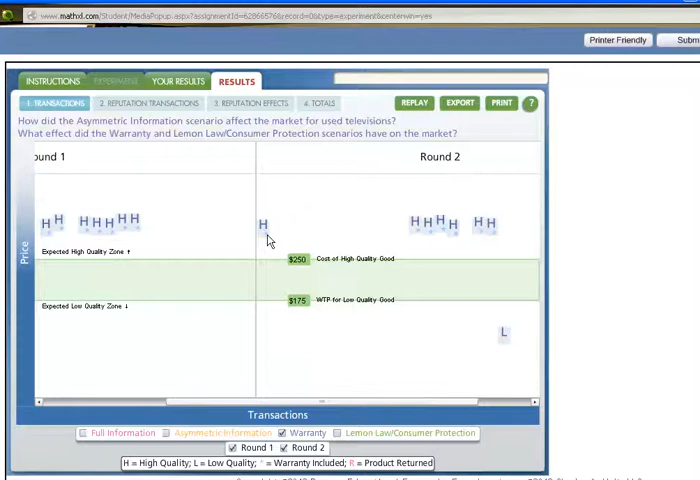 www.mathxl.com/Student/MediaPopup.aspx?assignmentId=62866576&record=0&type=experiment&centerwin=yes
Printer Friendly
Subm
INSTRUCTIONS EXPERIMENT YOUR RESULTS RESULTS
1. TRANSACTIONS 2. REPUTATION TRANSACTIONS 3. REPUTATION EFFECTS 4. TOTALS REPLAY EXPORT PRINT ?
How did the Asymmetric Information scenario affect the market for used televisions?
What effect did the Warranty and Lemon Law/Consumer Protection scenarios have on the market?
ound 1 Round 2
H H H H H H H H H H H H H H
Expected High Quality Zone ↑
$250 Cost of High Quality Good
Price
$175 WTP for Low Quality Good
Expected Low Quality Zone ↓
L
Transactions
Full Information Asymmetric Information Warranty Lemon Law/Consumer Protection
Round 1 Round 2
H = High Quality; L = Low Quality; * = Warranty Included; R = Product Returned